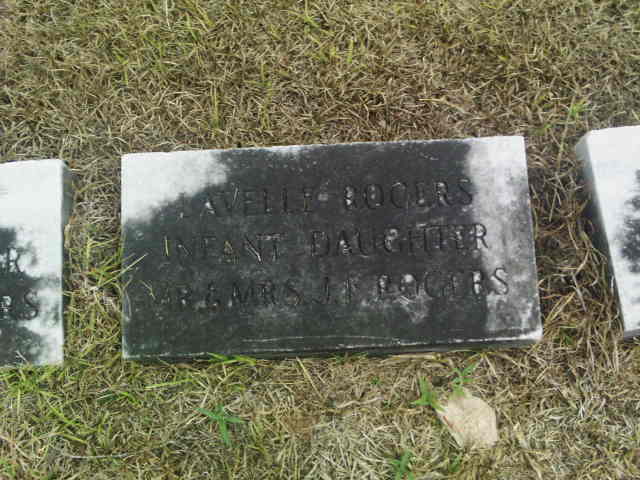 LAVELLE ROGERS
INFANT DAUGHTER
MR & MRS. J. F. ROGERS